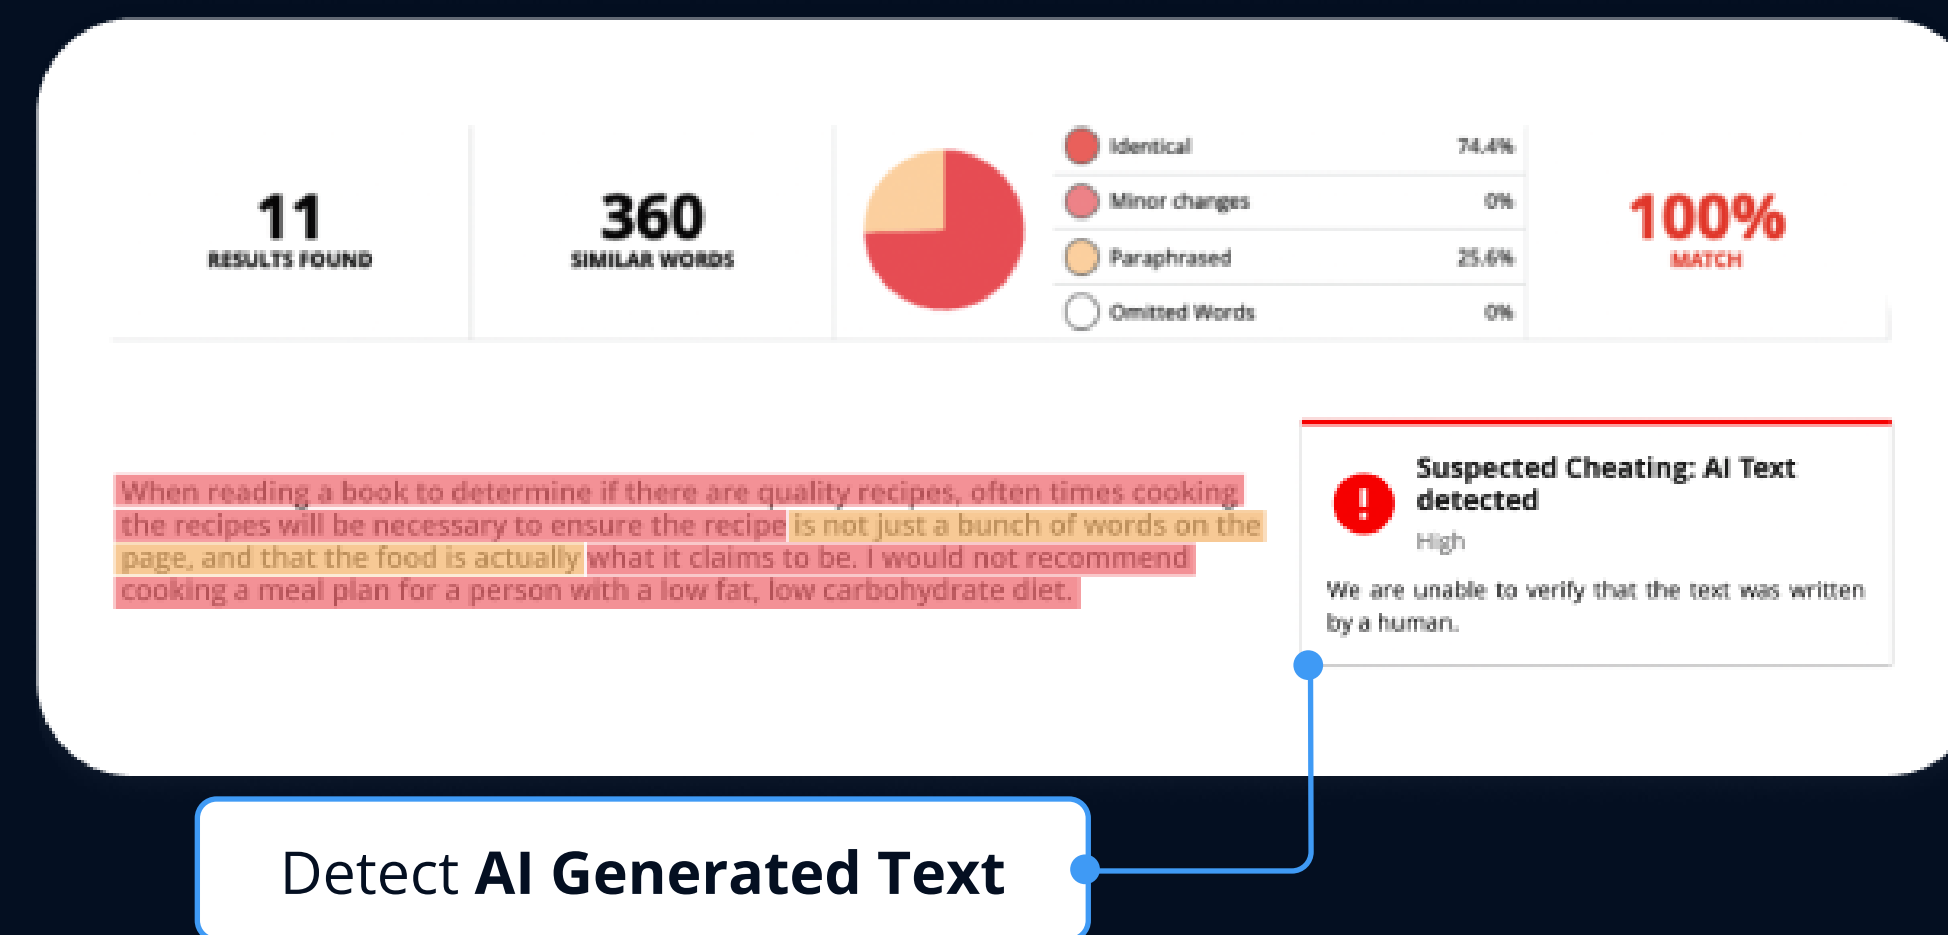 11
RESULTS FOUND
360
SIMILAR WORDS
Identical 74.4%
Minor changes 0%
Paraphrased 25.6%
Omitted Words 0%
100%
MATCH
When reading a book to determine if there are quality recipes, often times cooking
the recipes will be necessary to ensure the recipe is not just a bunch of words on the
page, and that the food is actually what it claims to be. I would not recommend
cooking a meal plan for a person with a low fat, low carbohydrate diet.
!
Suspected Cheating: AI Text
detected
High
We are unable to verify that the text was written
by a human.
Detect AI Generated Text